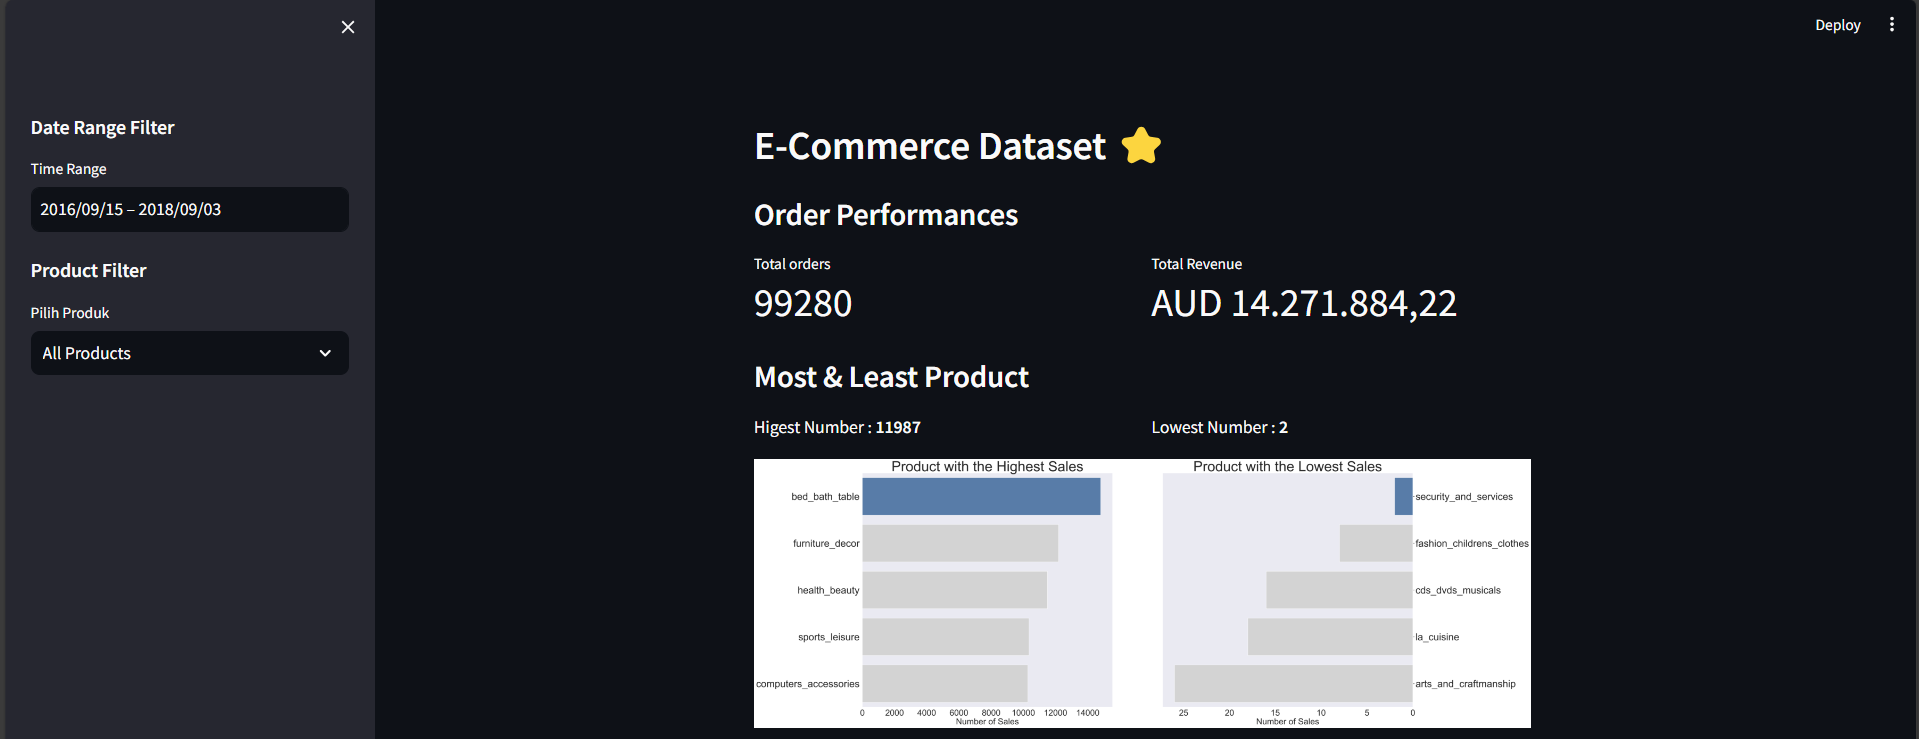 Deploy
Date Range Filter
Time Range
2016/09/15 – 2018/09/03
Product Filter
Pilih Produk
All Products
E-Commerce Dataset
Order Performances
Total orders
99280
Total Revenue
AUD 14.271.884,22
Most & Least Product
Higest Number : 11987
Lowest Number : 2
Product with the Highest Sales
bed_bath_table
furniture_decor
health_beauty
sports_leisure
computers_accessories
0 2000 4000 6000 8000 10000 12000 14000
Number of Sales
Product with the Lowest Sales
security_and_services
fashion_childrens_clothes
cds_dvds_musicals
la_cuisine
arts_and_craftmanship
25 20 15 10 5 0
Number of Sales